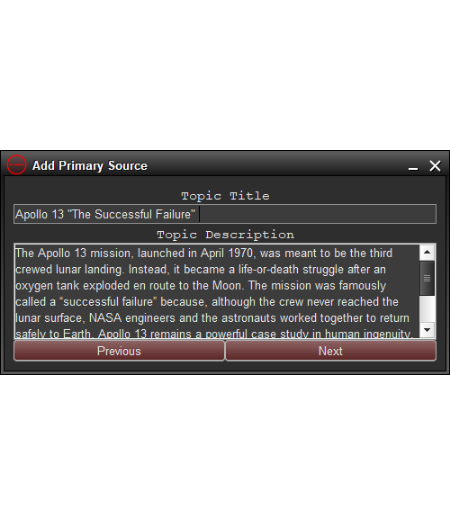 Add Primary Source
Topic Title
Apollo 13 "The Successful Failure"
Topic Description
The Apollo 13 mission, launched in April 1970, was meant to be the third
crewed lunar landing. Instead, it became a life-or-death struggle after an
oxygen tank exploded en route to the Moon. The mission was famously
called a “successful failure” because, although the crew never reached the
lunar surface, NASA engineers and the astronauts worked together to return
safely to Earth. Apollo 13 remains a powerful case study in human ingenuity,
Previous Next